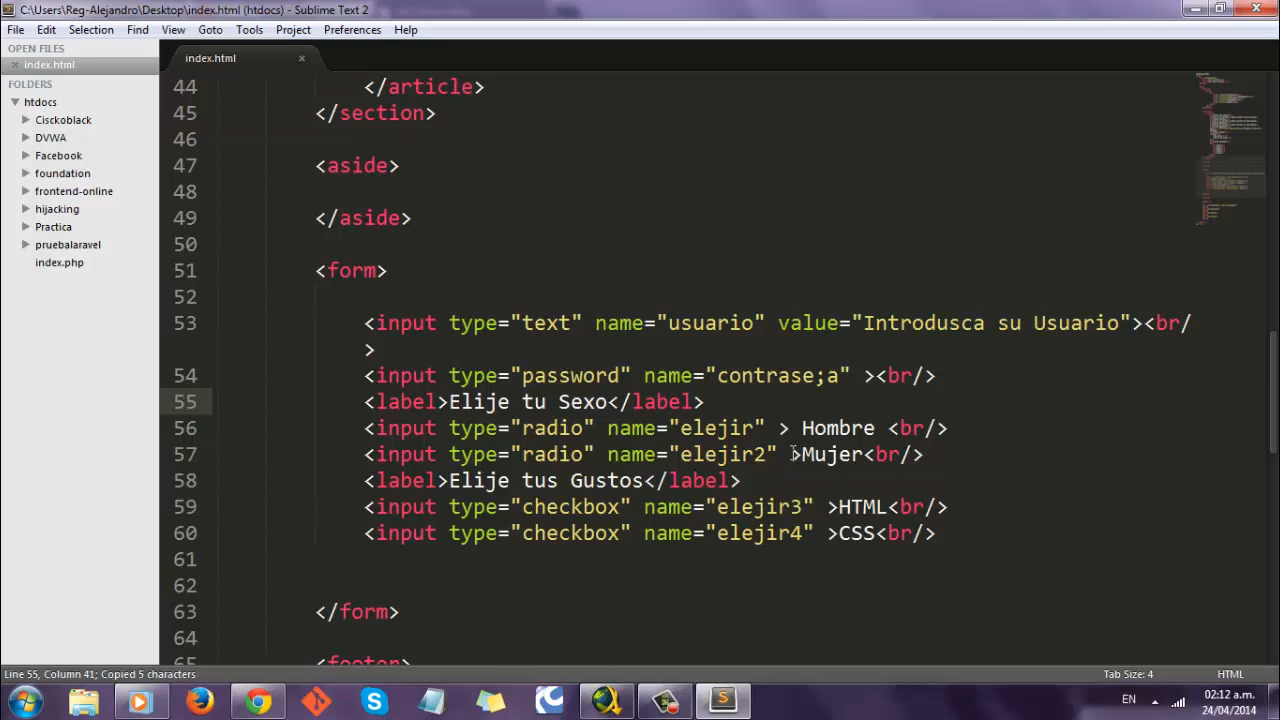 C:\Users\Reg-Alejandro\Desktop\index.html (htdocs) - Sublime Text 2
File Edit Selection Find View Goto Tools Project Preferences Help
OPEN FILES
× index.html
FOLDERS
htdocs
Cisckoblack
DVWA
Facebook
foundation
frontend-online
hijacking
Practica
pruebalaravel
index.php
index.html ×
44 </article>
45 </section>
46
47 <aside>
48
49 </aside>
50
51 <form>
52
53 <input type="text" name="usuario" value="Introdusca su Usuario"><br/
>
54 <input type="password" name="contrase;a" ><br/>
55 <label>Elije tu Sexo</label>
56 <input type="radio" name="elejir" > Hombre <br/>
57 <input type="radio" name="elejir2" >Mujer<br/>
58 <label>Elije tus Gustos</label>
59 <input type="checkbox" name="elejir3" >HTML<br/>
60 <input type="checkbox" name="elejir4" >CSS<br/>
61
62
63 </form>
64
65 <footer>
Line 55, Column 41; Copied 5 characters
Tab Size: 4 HTML
EN
02:12 a.m.
24/04/2014